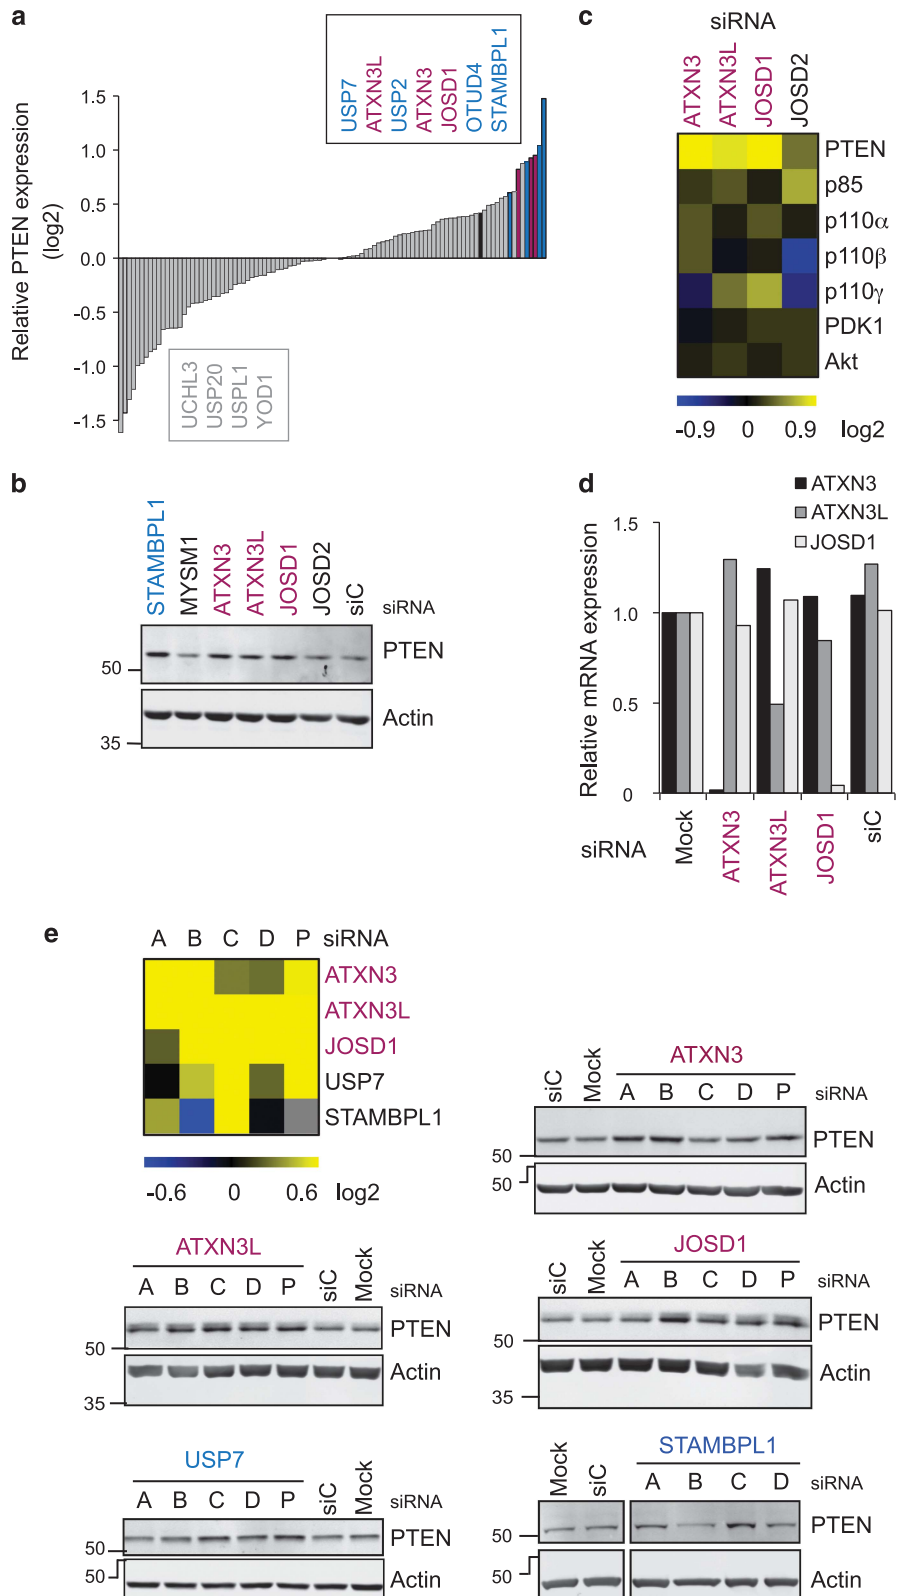 a
USP7
ATXN3L
USP2
ATXN3
JOSD1
OTUD4
STAMBPL1
Relative PTEN expression
(log2)
1.5
1.0
0.5
0.0
-0.5
-1.0
-1.5
UCHL3
USP20
USPL1
YOD1
c
siRNA
ATXN3
ATXN3L
JOSD1
JOSD2
PTEN
p85
p110α
p110β
p110γ
PDK1
Akt
-0.9 0 0.9 log2
b
STAMBPL1
MYSM1
ATXN3
ATXN3L
JOSD1
JOSD2
siC
siRNA
50
PTEN
Actin
35
d
ATXN3
ATXN3L
JOSD1
Relative mRNA expression
1.5
1.0
0.5
0
siRNA
Mock
ATXN3
ATXN3L
JOSD1
siC
e
A B C D P siRNA
ATXN3
ATXN3L
JOSD1
USP7
STAMBPL1
-0.6 0 0.6 log2
ATXN3
siC Mock A B C D P siRNA
PTEN
50
50
Actin
ATXN3L
A B C D P siC Mock siRNA
PTEN
50
Actin
35
JOSD1
siC Mock A B C D P siRNA
PTEN
50
Actin
35
USP7
A B C D P siC Mock siRNA
PTEN
50
50
Actin
STAMBPL1
Mock siC A B C D siRNA
PTEN
50
50
Actin